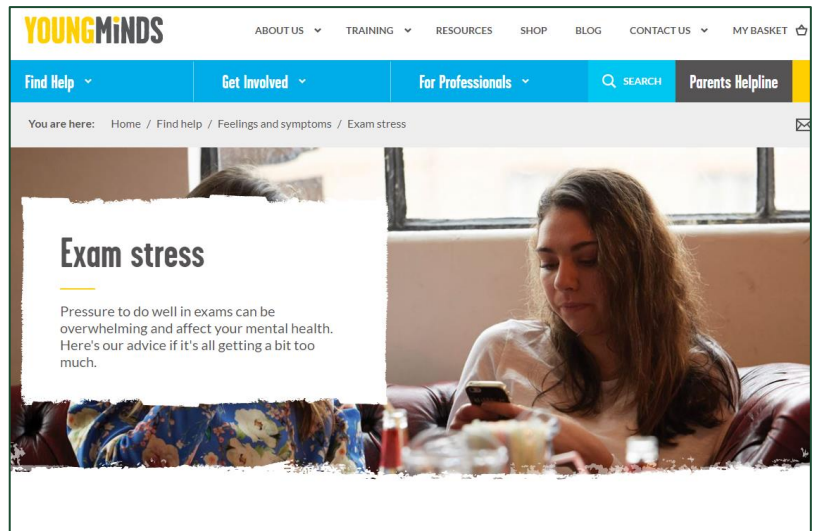 YOUNGMiNDS
ABOUT US TRAINING RESOURCES SHOP BLOG CONTACT US MY BASKET
Find Help Get Involved For Professionals SEARCH Parents Helpline
You are here: Home / Find help / Feelings and symptoms / Exam stress
Exam stress
Pressure to do well in exams can be
overwhelming and affect your mental health.
Here's our advice if it's all getting a bit too
much.